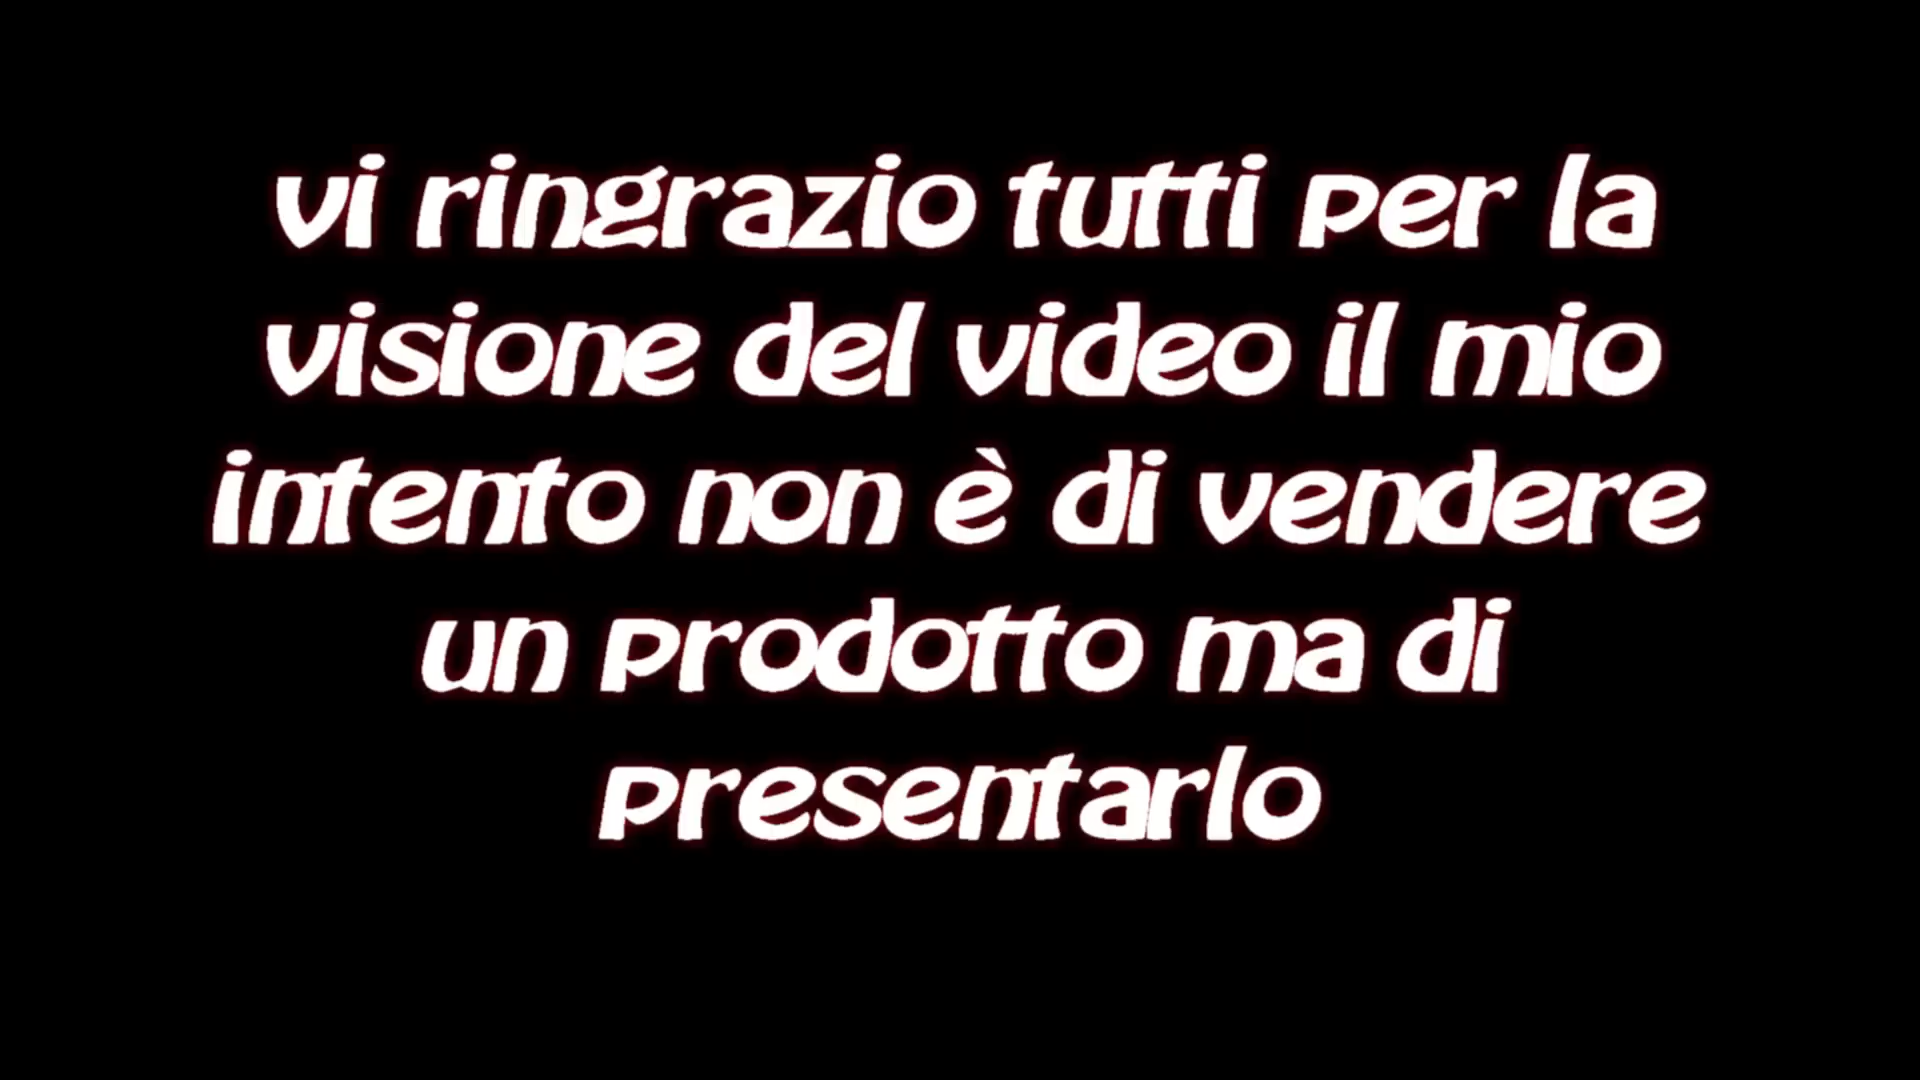 vi ringrazio tutti per la
visione del video il mio
intento non è di vendere
un prodotto ma di
presentarlo